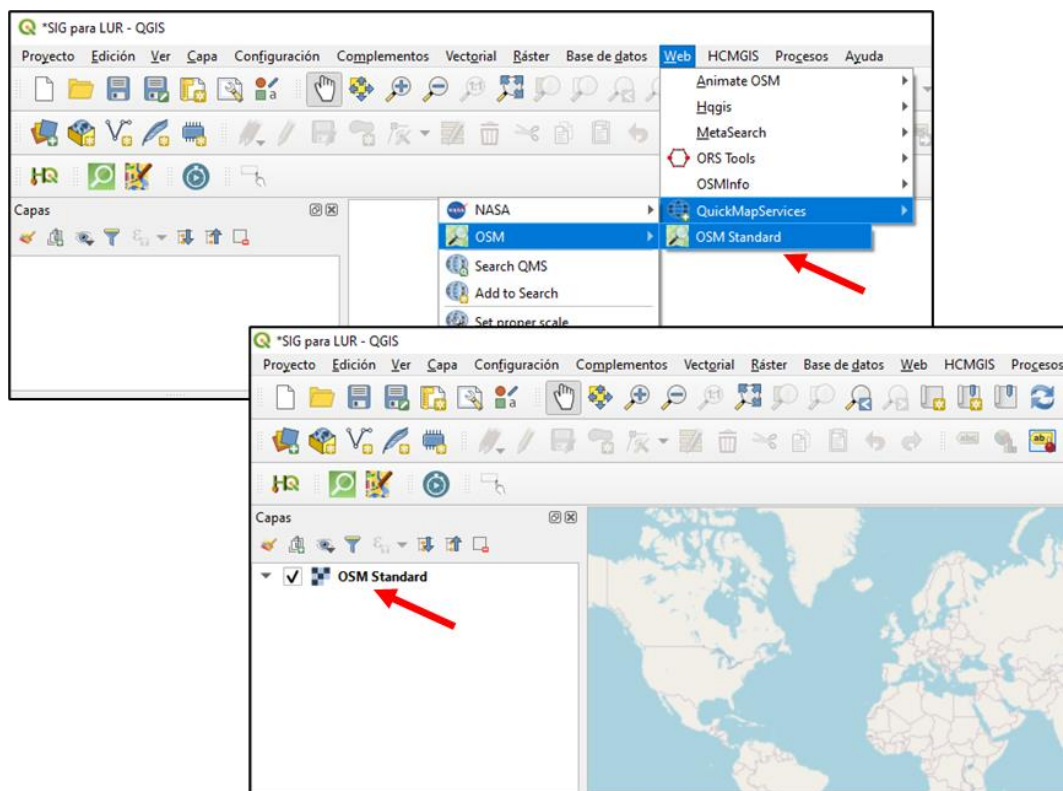 *SIG para LUR - QGIS
Proyecto Edición Ver Capa Configuración Complementos Vectorial Ráster Base de datos Web HCMGIS Procesos Ayuda
Animate OSM
Hqgis
MetaSearch
ORS Tools
OSMInfo
QuickMapServices
OSM Standard
HQ
Capas
NASA
OSM
Search QMS
Add to Search
Set proper scale
*SIG para LUR - QGIS
Proyecto Edición Ver Capa Configuración Complementos Vectorial Ráster Base de datos Web HCMGIS Procesos
HQ
Capas
OSM Standard